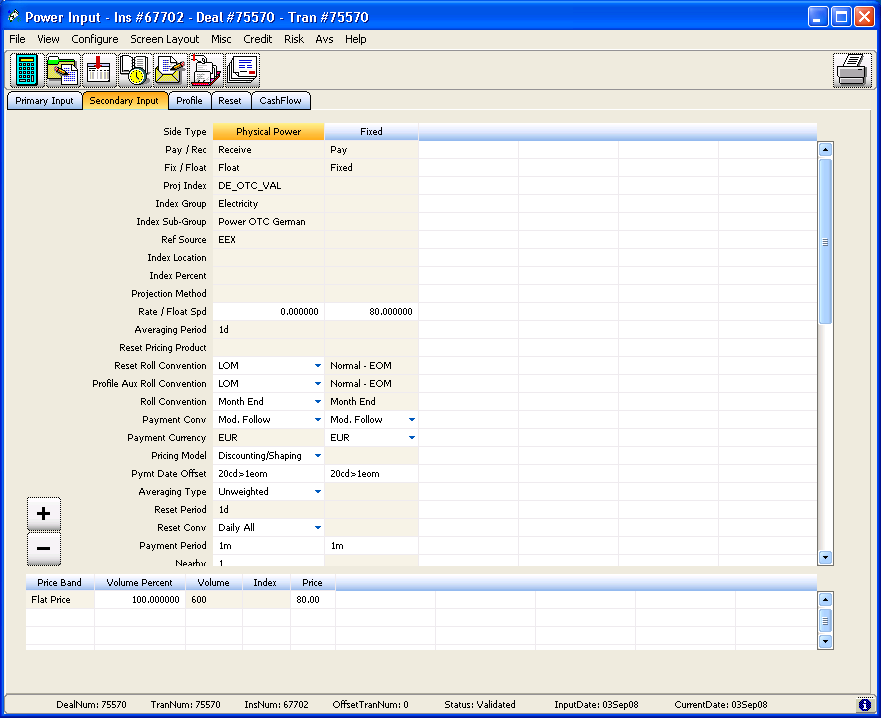 Power Input - Ins #67702 - Deal #75570 - Tran #75570
File View Configure Screen Layout Misc Credit Risk Avs Help
Primary Input Secondary Input Profile Reset CashFlow
Side Type Physical Power Fixed
Pay / Rec Receive Pay
Fix / Float Float Fixed
Proj Index DE_OTC_VAL
Index Group Electricity
Index Sub-Group Power OTC German
Ref Source EEX
Index Location
Index Percent
Projection Method
Rate / Float Spd 0.000000 80.000000
Averaging Period 1d
Reset Pricing Product
Reset Roll Convention LOM Normal - EOM
Profile Aux Roll Convention LOM Normal - EOM
Roll Convention Month End Month End
Payment Conv Mod. Follow Mod. Follow
Payment Currency EUR EUR
Pricing Model Discounting/Shaping
Pymt Date Offset 20cd>1eom 20cd>1eom
Averaging Type Unweighted
Reset Period 1d
Reset Conv Daily All
Payment Period 1m 1m
Nearby 1
Price Band Volume Percent Volume Index Price
Flat Price 100.000000 600 80.00
DealNum: 75570 TranNum: 75570 InsNum: 67702 OffsetTranNum: 0 Status: Validated InputDate: 03Sep08 CurrentDate: 03Sep08